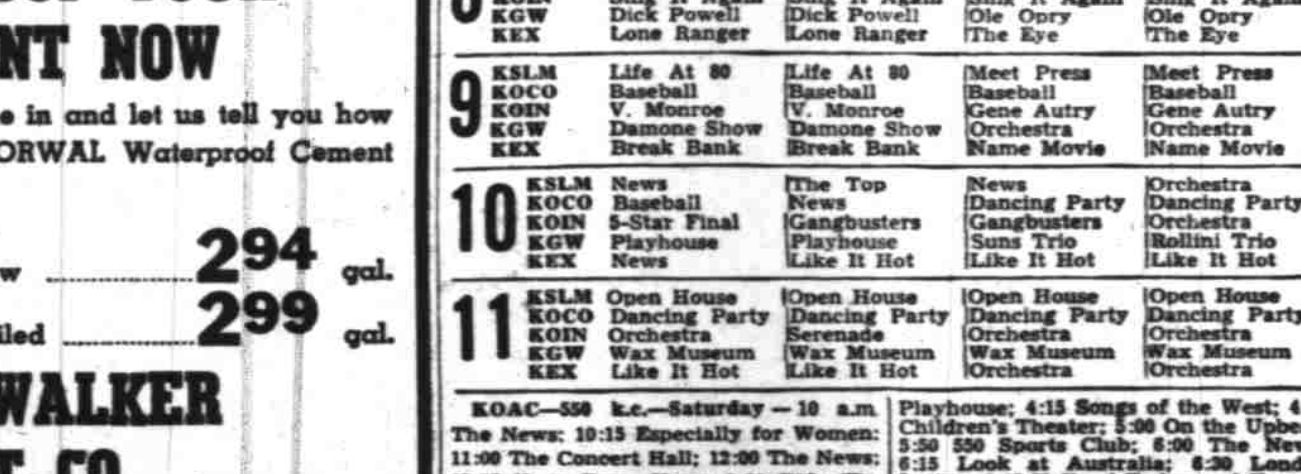 NT NOW
e in and let us tell you how
ORWAL Waterproof Cement
w 294 gal.
iled 299 gal.
WALKER
KGW Dick Powell |Dick Powell |Ole Opry |Ole Opry
KEX Lone Ranger |Lone Ranger |The Eye |The Eye
9 KSLM Life At 80 |Life At 80 |Meet Press |Meet Press
KOCO Baseball |Baseball |Baseball |Baseball
KOIN V. Monroe |V. Monroe |Gene Autry |Gene Autry
KGW Damone Show |Damone Show |Orchestra |Orchestra
KEX Break Bank |Break Bank |Name Movie |Name Movie
10 KSLM News |The Top |News |Orchestra
KOCO Baseball |News |Dancing Party |Dancing Party
KOIN 5-Star Final |Gangbusters |Gangbusters |Orchestra
KGW Playhouse |Playhouse |Suns Trio |Rollini Trio
KEX News |Like It Hot |Like It Hot |Like It Hot
11 KSLM Open House |Open House |Open House |Open House
KOCO Dancing Party |Dancing Party |Dancing Party |Dancing Party
KOIN Orchestra |Serenade |Orchestra |Orchestra
KGW Wax Museum |Wax Museum |Wax Museum |Wax Museum
KEX Like It Hot |Like It Hot |Orchestra |Orchestra
KOAC—550 k.c.—Saturday — 10 a.m.
The News; 10:15 Especially for Women;
11:00 The Concert Hall; 12:00 The News;
Playhouse; 4:15 Songs of the West; 4
Children's Theater; 5:00 On the Upbe
5:50 550 Sports Club; 6:00 The New
6:15 Look at Australia; 6:30 Lond